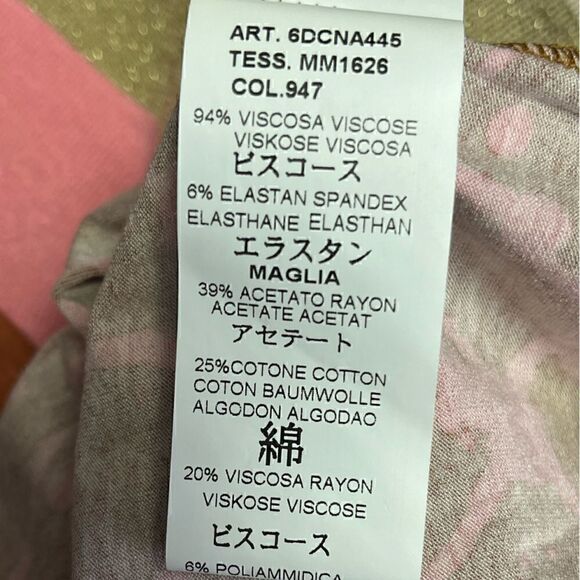 ART. 6DCNA445
TESS. MM1626
COL.947
94% VISCOSA VISCOSE
VISKOSE VISCOSA
ビスコース
6% ELASTAN SPANDEX
ELASTHANE ELASTHAN
エラスタン
MAGLIA
39% ACETATO RAYON
ACETATE ACETAT
アセテート
25%COTONE COTTON
COTON BAUMWOLLE
ALGODON ALGODAO
綿
20% VISCOSA RAYON
VISKOSE VISCOSE
ビスコース
6% POLIAMMIDICA